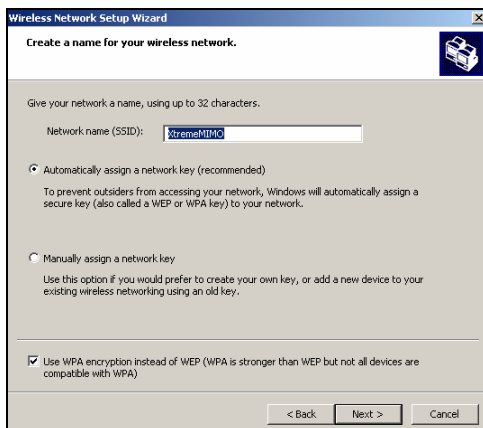 Wireless Network Setup Wizard
Create a name for your wireless network.
Give your network a name, using up to 32 characters.
Network name (SSID): XtremeMIMO
Automatically assign a network key (recommended)
To prevent outsiders from accessing your network, Windows will automatically assign a
secure key (also called a WEP or WPA key) to your network.
Manually assign a network key
Use this option if you would prefer to create your own key, or add a new device to your
existing wireless networking using an old key.
Use WPA encryption instead of WEP (WPA is stronger than WEP but not all devices are
compatible with WPA)
< Back Next > Cancel